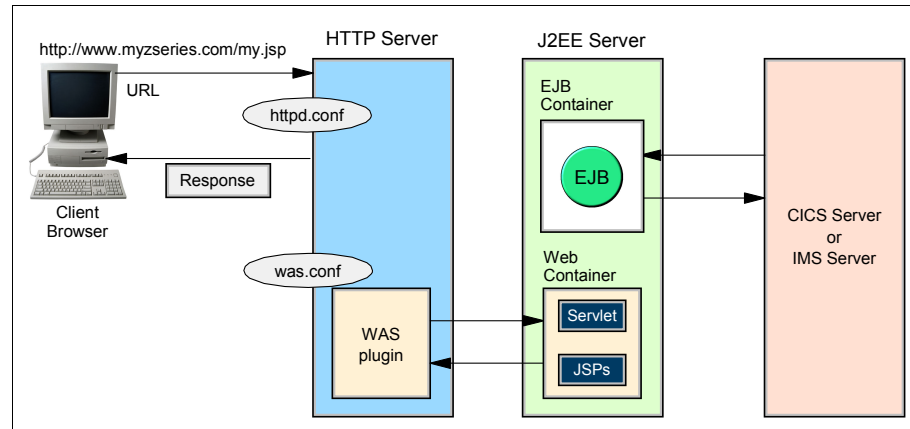 HTTP Server
J2EE Server
http://www.myzseries.com/my.jsp
URL
httpd.conf
Response
Client
Browser
was.conf
WAS
plugin
EJB
Container
EJB
Web
Container
Servlet
JSPs
CICS Server
or
IMS Server